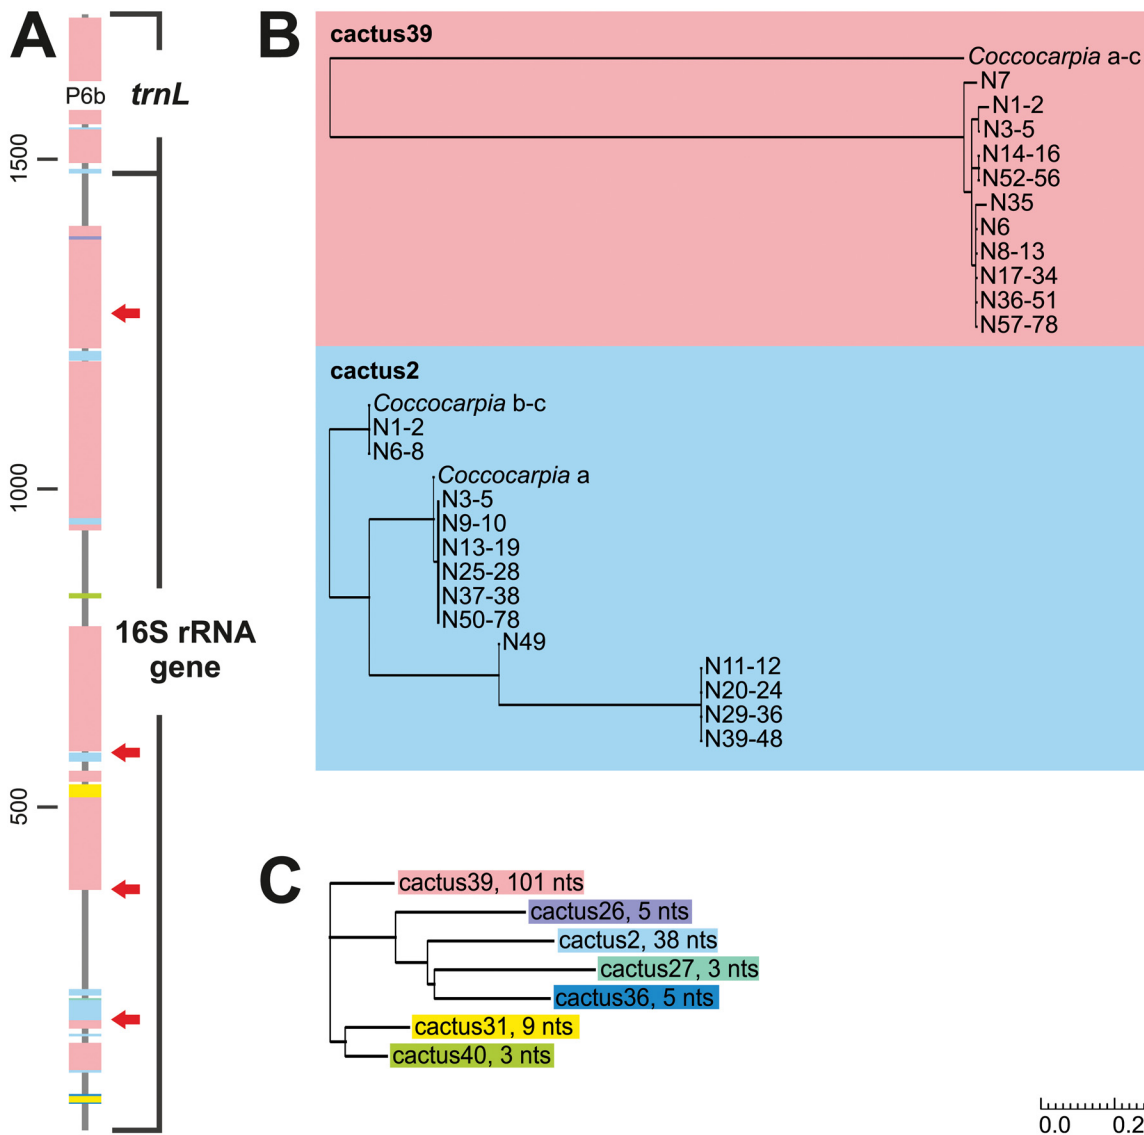 A
P6b
trnL
1500
1000
16S rRNA
gene
500
B
cactus39
Coccocarpia a-c
N7
N1-2
N3-5
N14-16
N52-56
N35
N6
N8-13
N17-34
N36-51
N57-78
cactus2
Coccocarpia b-c
N1-2
N6-8
Coccocarpia a
N3-5
N9-10
N13-19
N25-28
N37-38
N50-78
N49
N11-12
N20-24
N29-36
N39-48
C
cactus39, 101 nts
cactus26, 5 nts
cactus2, 38 nts
cactus27, 3 nts
cactus36, 5 nts
cactus31, 9 nts
cactus40, 3 nts
0.0 0.2